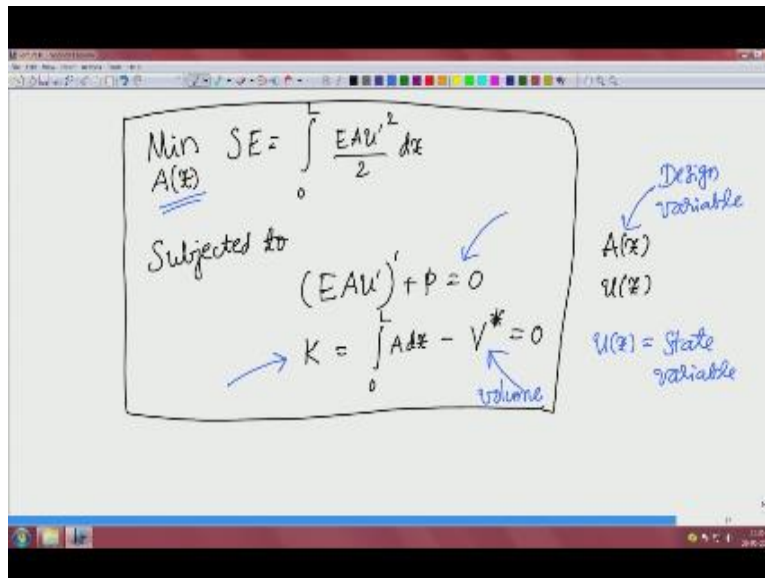 Min SE = ∫₀ᴸ EAu'²/2 dx
A(x)
Subjected to
(EAu')' + p = 0
K = ∫₀ᴸ A dx - V* = 0
volume
Design
variable
A(x)
u(x)
u(x) = State
variable